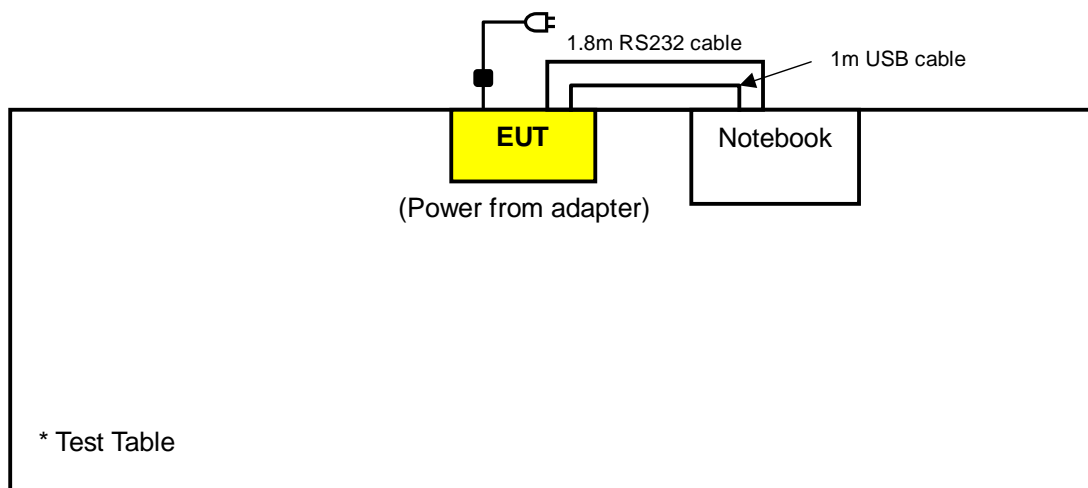 1.8m RS232 cable
1m USB cable
EUT
Notebook
(Power from adapter)
* Test Table